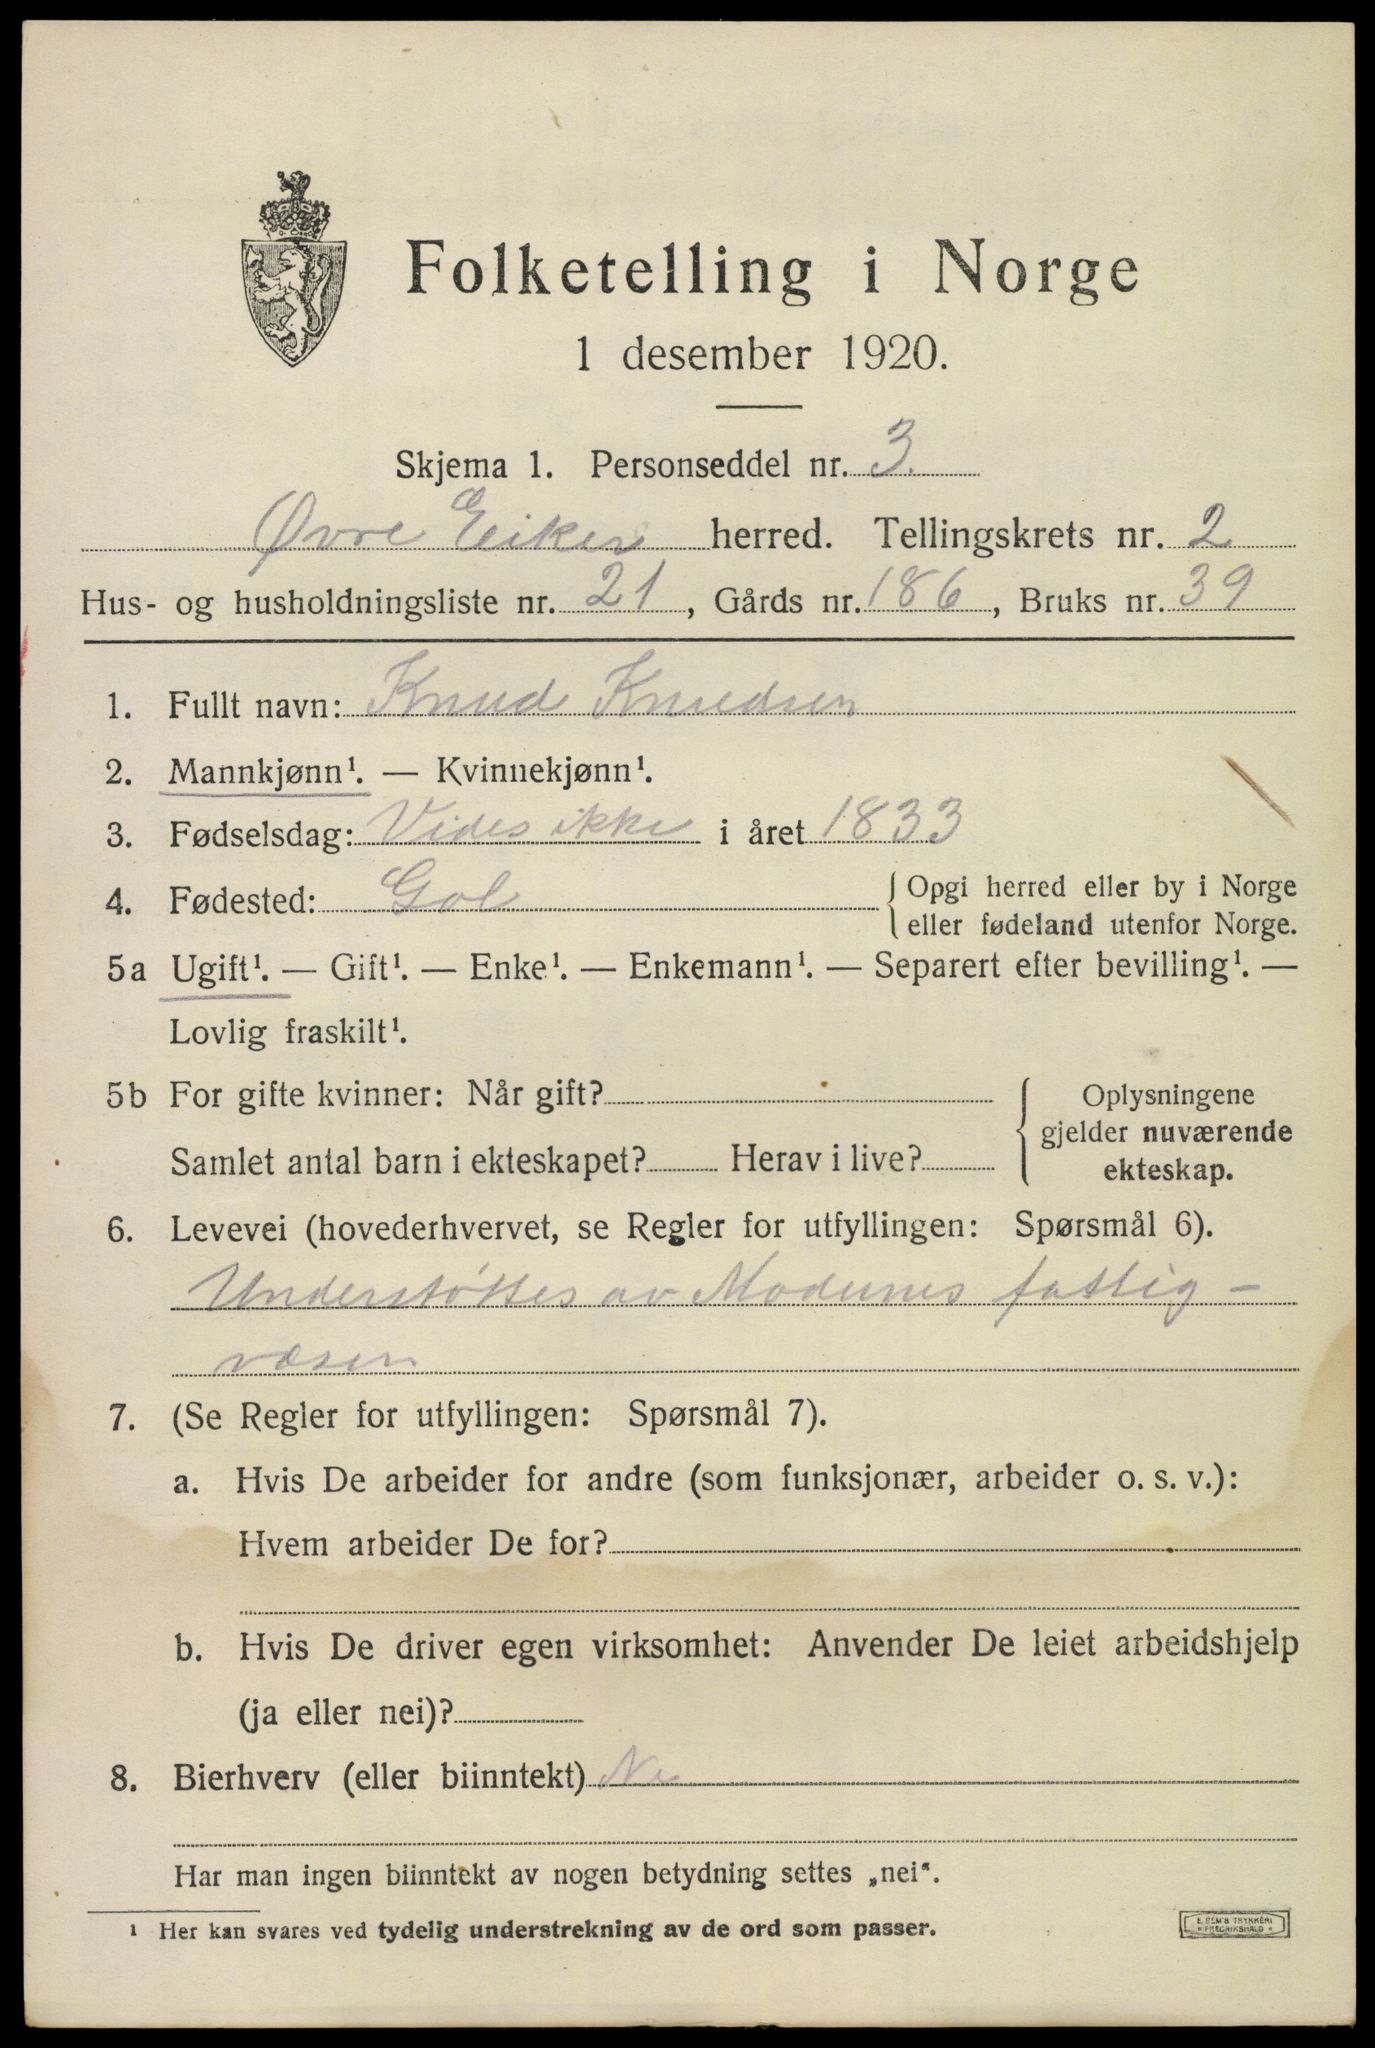 Folketelling i Norge
1 desember 1920.
Skjema 1. Personseddel nr. 3.
Øvre Eiker herred. Tellingskrets nr. 2
Hus- og husholdningsliste nr. 21, Gårds nr. 186, Bruks nr. 39
1. Fullt navn: Knud Knudsen
2. Mannkjønn¹. — Kvinnekjønn¹.
3. Fødselsdag: Vides ikke i året 1833
4. Fødested: Gol { Opgi herred eller by i Norge
eller fødeland utenfor Norge.
5a Ugift¹. — Gift¹. — Enke¹. — Enkemann¹. — Separert efter bevilling¹. —
Lovlig fraskilt¹.
5b For gifte kvinner: Når gift?
Samlet antal barn i ekteskapet? Herav i live?
{ Oplysningene
gjelder nuværende
ekteskap.
6. Levevei (hovederhvervet, se Regler for utfyllingen: Spørsmål 6).
Understøttes av Modums fattig-
væsen
7. (Se Regler for utfyllingen: Spørsmål 7).
a. Hvis De arbeider for andre (som funksjonær, arbeider o. s. v.):
Hvem arbeider De for?
b. Hvis De driver egen virksomhet: Anvender De leiet arbeidshjelp
(ja eller nei)?
8. Bierhverv (eller biinntekt) Ne
Har man ingen biinntekt av nogen betydning settes „nei“.
¹ Her kan svares ved tydelig understrekning av de ord som passer.
E. SEM'S TRYKKERI
FREDRIKSHALD